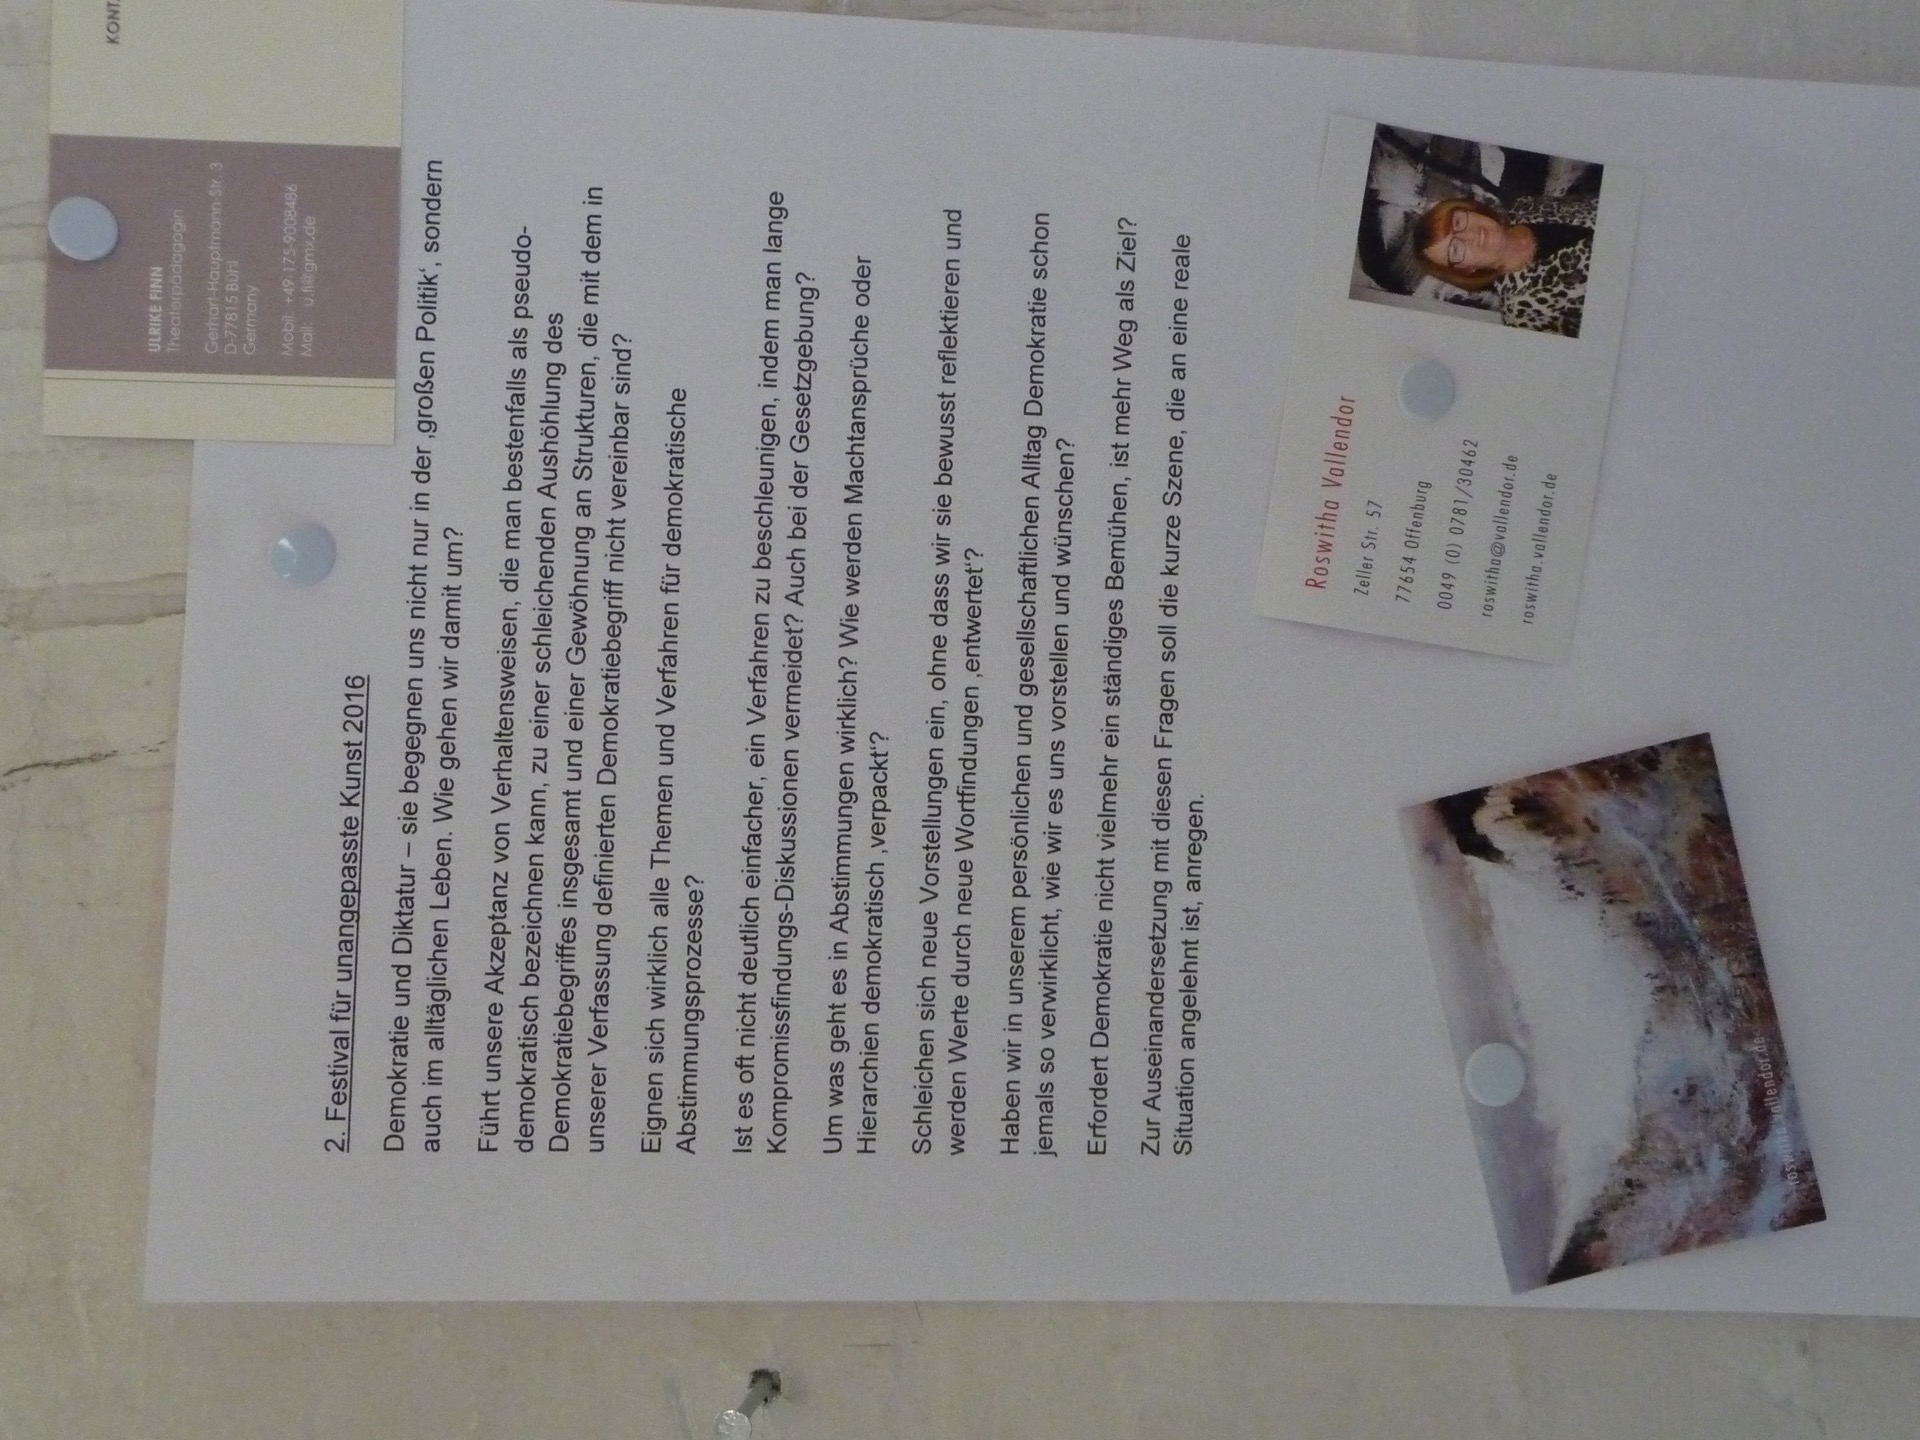 KONT
ULRIKE FINN
Theaterpädagogin
Gerhart-Hauptmann-Str. 3
D-77815 Bühl
Germany
Mobil: +49-175-9008486
Mail: u.fi@gmx.de
2. Festival für unangepasste Kunst 2016
Demokratie und Diktatur – sie begegnen uns nicht nur in der ‚großen Politik‘, sondern
auch im alltäglichen Leben. Wie gehen wir damit um?
Führt unsere Akzeptanz von Verhaltensweisen, die man bestenfalls als pseudo-
demokratisch bezeichnen kann, zu einer schleichenden Aushöhlung des
Demokratiebegriffes insgesamt und einer Gewöhnung an Strukturen, die mit dem in
unserer Verfassung definierten Demokratiebegriff nicht vereinbar sind?
Eignen sich wirklich alle Themen und Verfahren für demokratische
Abstimmungsprozesse?
Ist es oft nicht deutlich einfacher, ein Verfahren zu beschleunigen, indem man lange
Kompromissfindungs-Diskussionen vermeidet? Auch bei der Gesetzgebung?
Um was geht es in Abstimmungen wirklich? Wie werden Machtansprüche oder
Hierarchien demokratisch ‚verpackt‘?
Schleichen sich neue Vorstellungen ein, ohne dass wir sie bewusst reflektieren und
werden Werte durch neue Wortfindungen ‚entwertet‘?
Haben wir in unserem persönlichen und gesellschaftlichen Alltag Demokratie schon
jemals so verwirklicht, wie wir es uns vorstellen und wünschen?
Erfordert Demokratie nicht vielmehr ein ständiges Bemühen, ist mehr Weg als Ziel?
Zur Auseinandersetzung mit diesen Fragen soll die kurze Szene, die an eine reale
Situation angelehnt ist, anregen.
Roswitha Vallendor
Zeller Str. 57
77654 Offenburg
0049 (0) 0781/30462
roswitha@vallendor.de
roswitha.vallendor.de
roswitha.vallendor.de